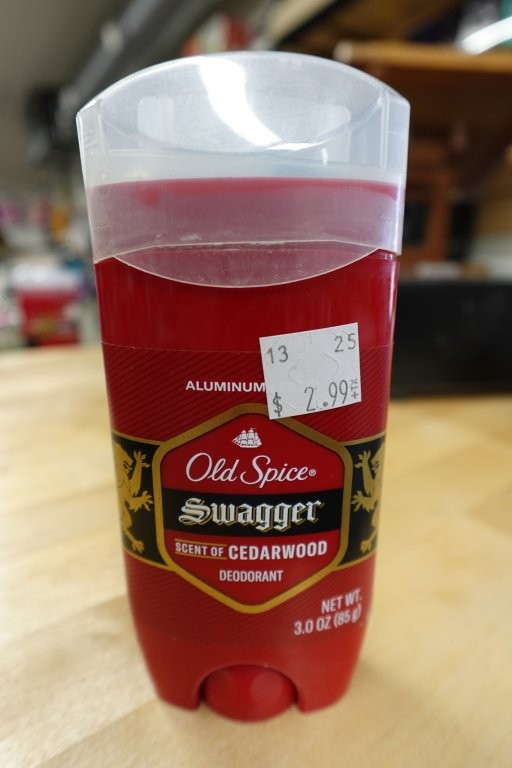 13 25
$ 2.99
ALUMINUM
Old Spice®
Swagger
SCENT OF CEDARWOOD
DEODORANT
NET WT.
3.0 OZ (85 g)